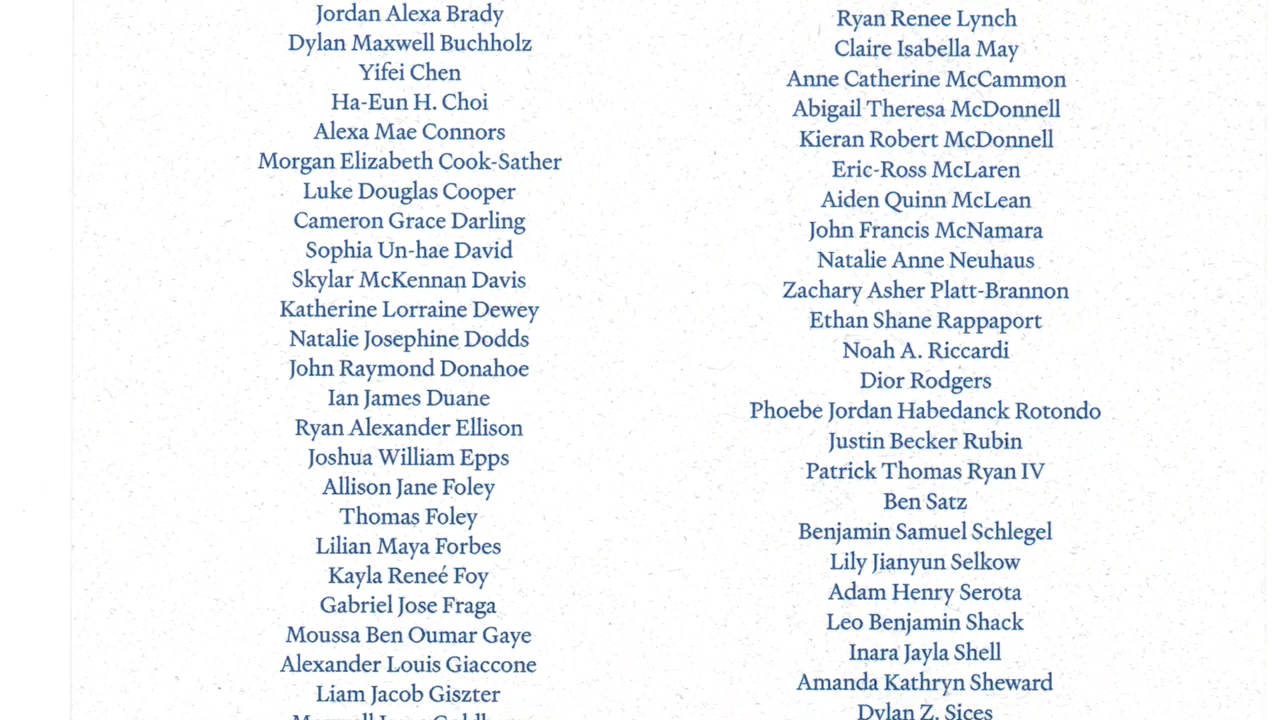 Jordan Alexa Brady
Dylan Maxwell Buchholz
Yifei Chen
Ha-Eun H. Choi
Alexa Mae Connors
Morgan Elizabeth Cook-Sather
Luke Douglas Cooper
Cameron Grace Darling
Sophia Un-hae David
Skylar McKennan Davis
Katherine Lorraine Dewey
Natalie Josephine Dodds
John Raymond Donahoe
Ian James Duane
Ryan Alexander Ellison
Joshua William Epps
Allison Jane Foley
Thomas Foley
Lilian Maya Forbes
Kayla Reneé Foy
Gabriel Jose Fraga
Moussa Ben Oumar Gaye
Alexander Louis Giaccone
Liam Jacob Giszter
Ryan Renee Lynch
Claire Isabella May
Anne Catherine McCammon
Abigail Theresa McDonnell
Kieran Robert McDonnell
Eric-Ross McLaren
Aiden Quinn McLean
John Francis McNamara
Natalie Anne Neuhaus
Zachary Asher Platt-Brannon
Ethan Shane Rappaport
Noah A. Riccardi
Dior Rodgers
Phoebe Jordan Habedanck Rotondo
Justin Becker Rubin
Patrick Thomas Ryan IV
Ben Satz
Benjamin Samuel Schlegel
Lily Jianyun Selkow
Adam Henry Serota
Leo Benjamin Shack
Inara Jayla Shell
Amanda Kathryn Sheward
Dylan Z. Sices